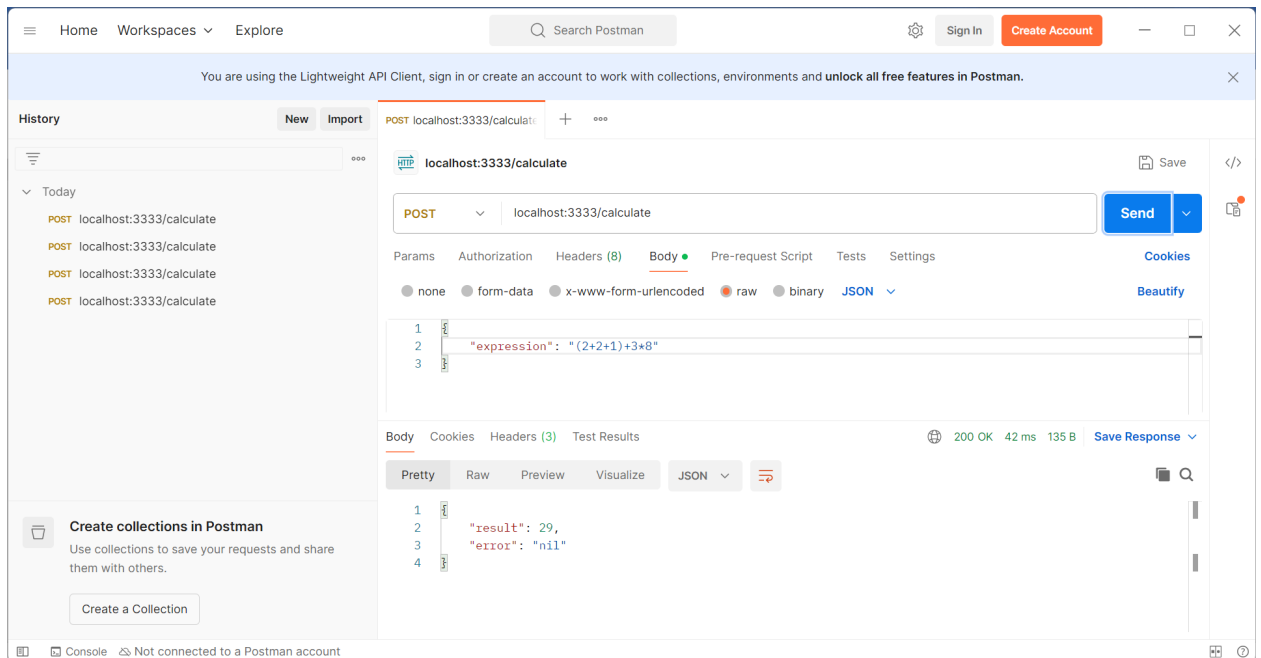 Home Workspaces Explore Search Postman Sign In Create Account
You are using the Lightweight API Client, sign in or create an account to work with collections, environments and unlock all free features in Postman.
History New Import
POST localhost:3333/calculate
Today
POST localhost:3333/calculate
POST localhost:3333/calculate
POST localhost:3333/calculate
POST localhost:3333/calculate
Create collections in Postman
Use collections to save your requests and share
them with others.
Create a Collection
HTTP localhost:3333/calculate Save </>
POST localhost:3333/calculate Send
Params Authorization Headers (8) Body Pre-request Script Tests Settings Cookies
none form-data x-www-form-urlencoded raw binary JSON Beautify
1 {
2 "expression": "(2+2+1)+3*8"
3 }
Body Cookies Headers (3) Test Results 200 OK 42 ms 135 B Save Response
Pretty Raw Preview Visualize JSON
1 {
2 "result": 29,
3 "error": "nil"
4 }
Console Not connected to a Postman account